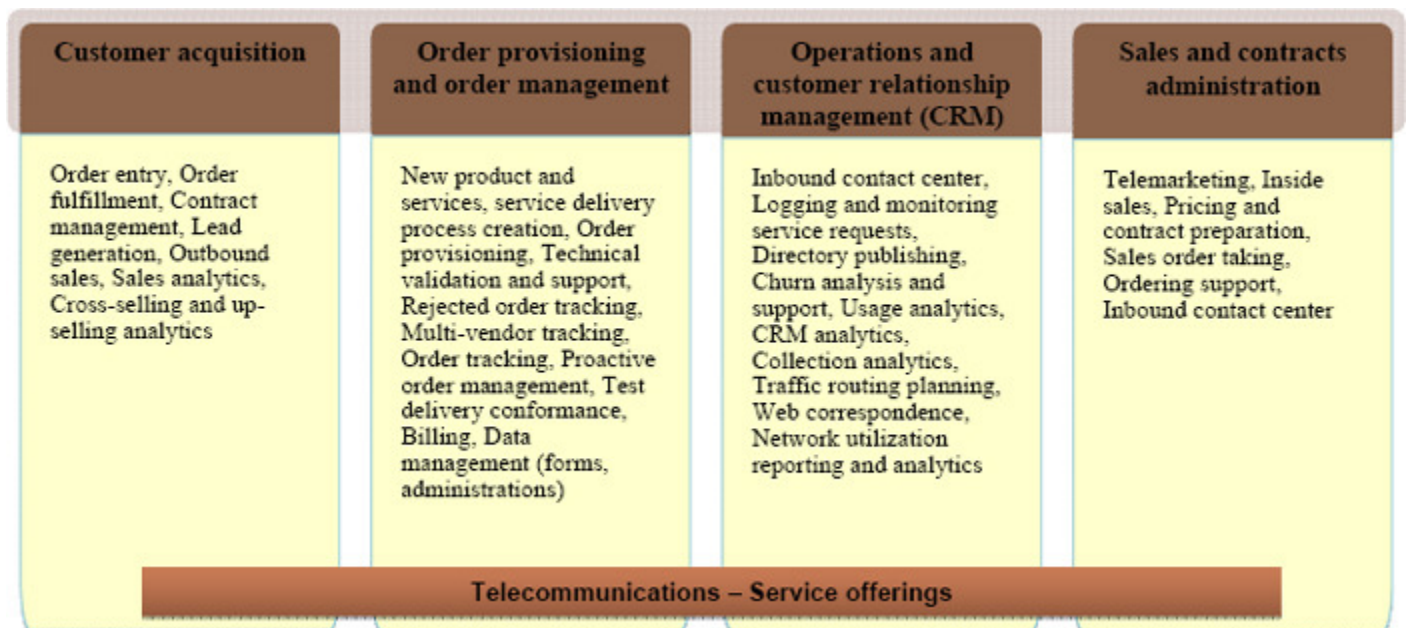 Customer acquisition
Order entry, Order
fulfillment, Contract
management, Lead
generation, Outbound
sales, Sales analytics,
Cross-selling and up-
selling analytics
Order provisioning
and order management
New product and
services, service delivery
process creation, Order
provisioning, Technical
validation and support,
Rejected order tracking,
Multi-vendor tracking,
Order tracking, Proactive
order management, Test
delivery conformance,
Billing, Data
management (forms,
administrations)
Operations and
customer relationship
management (CRM)
Inbound contact center,
Logging and monitoring
service requests,
Directory publishing,
Churn analysis and
support, Usage analytics,
CRM analytics,
Collection analytics,
Traffic routing planning,
Web correspondence,
Network utilization
reporting and analytics
Sales and contracts
administration
Telemarketing, Inside
sales, Pricing and
contract preparation,
Sales order taking,
Ordering support,
Inbound contact center
Telecommunications – Service offerings